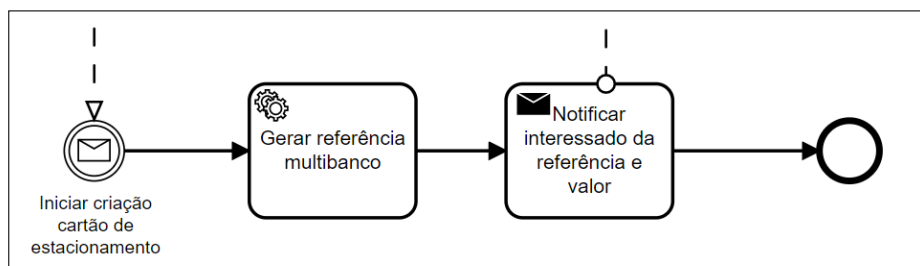 Iniciar criação
cartão de
estacionamento
Gerar referência
multibanco
Notificar
interessado da
referência e
valor